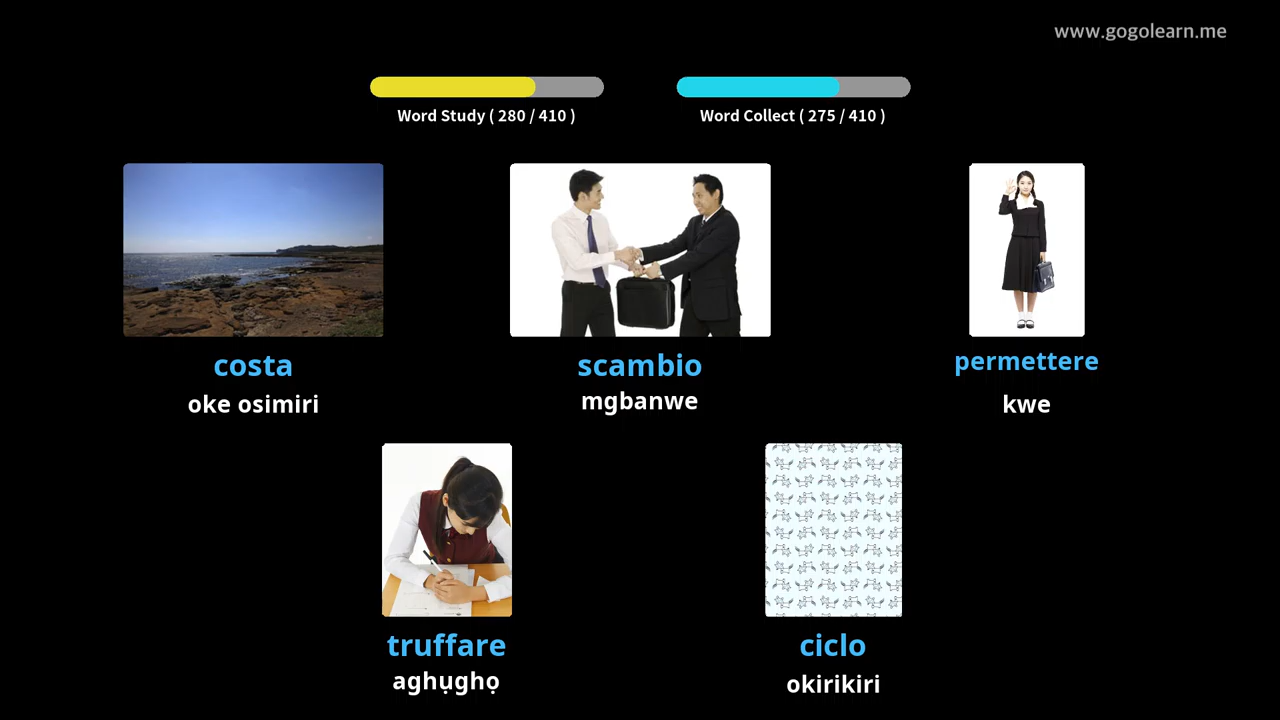 www.gogolearn.me
Word Study ( 280 / 410 )
Word Collect ( 275 / 410 )
costa
oke osimiri
scambio
mgbanwe
permettere
kwe
truffare
aghụghọ
ciclo
okirikiri